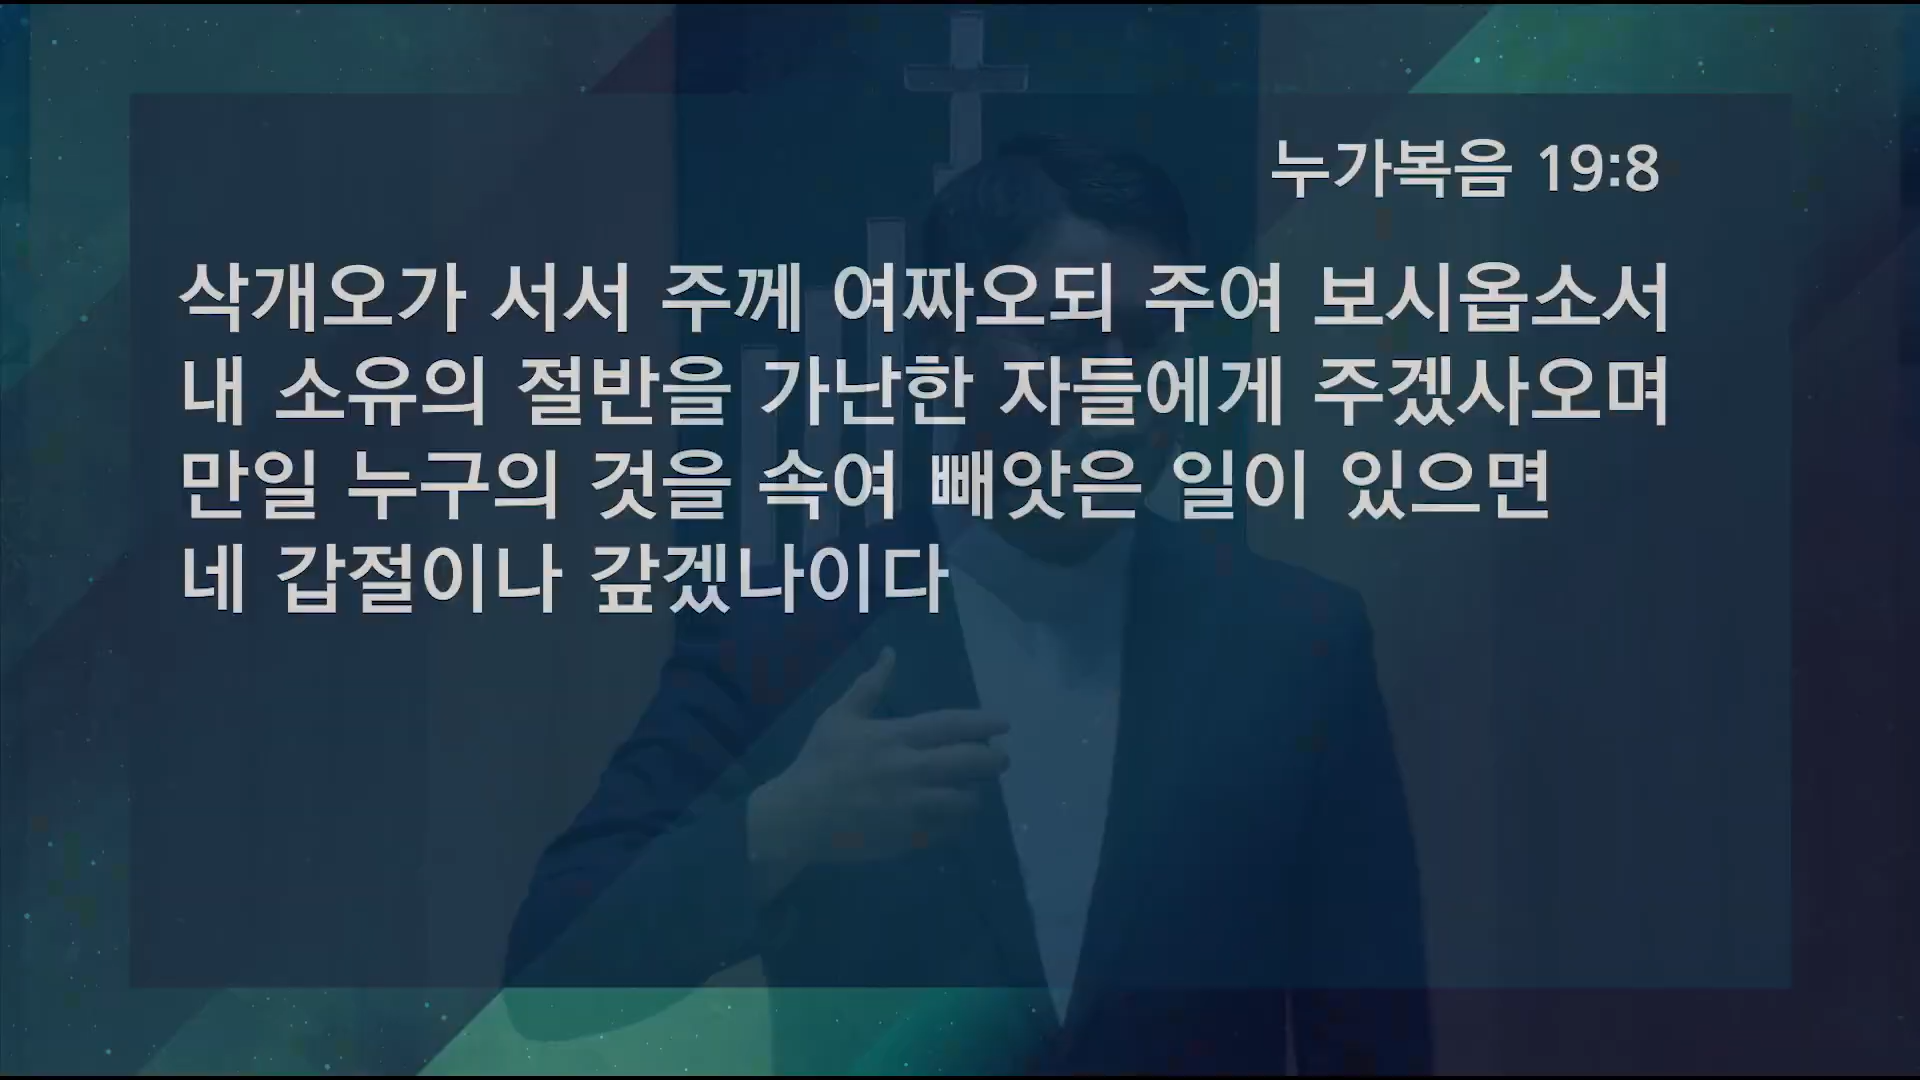 누가복음 19:8
삭개오가 서서 주께 여짜오되 주여 보시옵소서
내 소유의 절반을 가난한 자들에게 주겠사오며
만일 누구의 것을 속여 빼앗은 일이 있으면
네 갑절이나 갚겠나이다